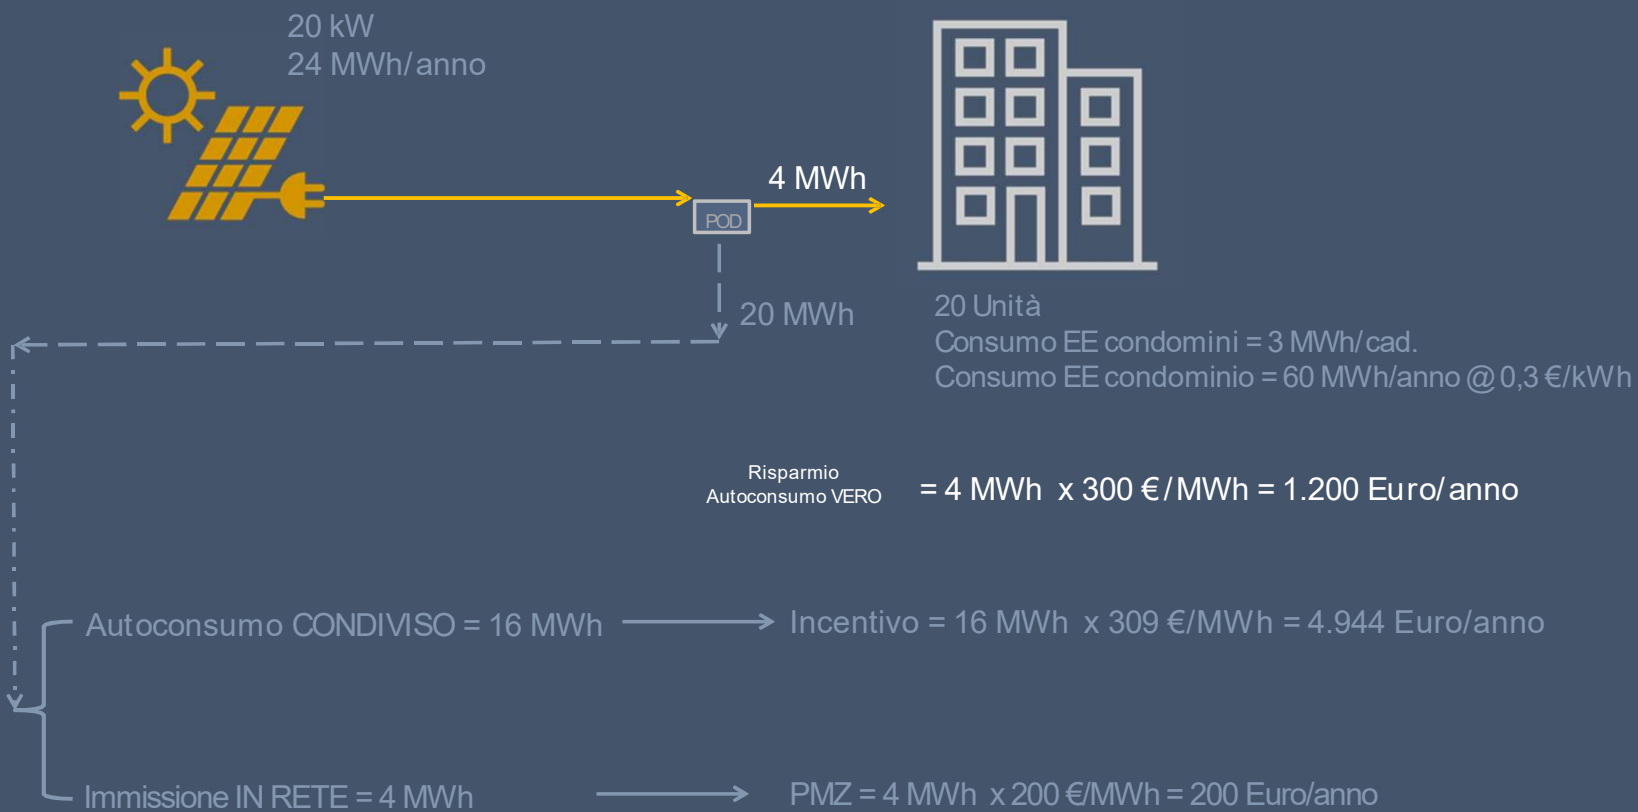 20 kW
24 MWh/anno
4 MWh
POD
20 MWh
20 Unità
Consumo EE condomini = 3 MWh/cad.
Consumo EE condominio = 60 MWh/anno @ 0,3 €/kWh
Risparmio
Autoconsumo VERO = 4 MWh x 300 €/MWh = 1.200 Euro/anno
Autoconsumo CONDIVISO = 16 MWh Incentivo = 16 MWh x 309 €/MWh = 4.944 Euro/anno
Immissione IN RETE = 4 MWh PMZ = 4 MWh x 200 €/MWh = 200 Euro/anno